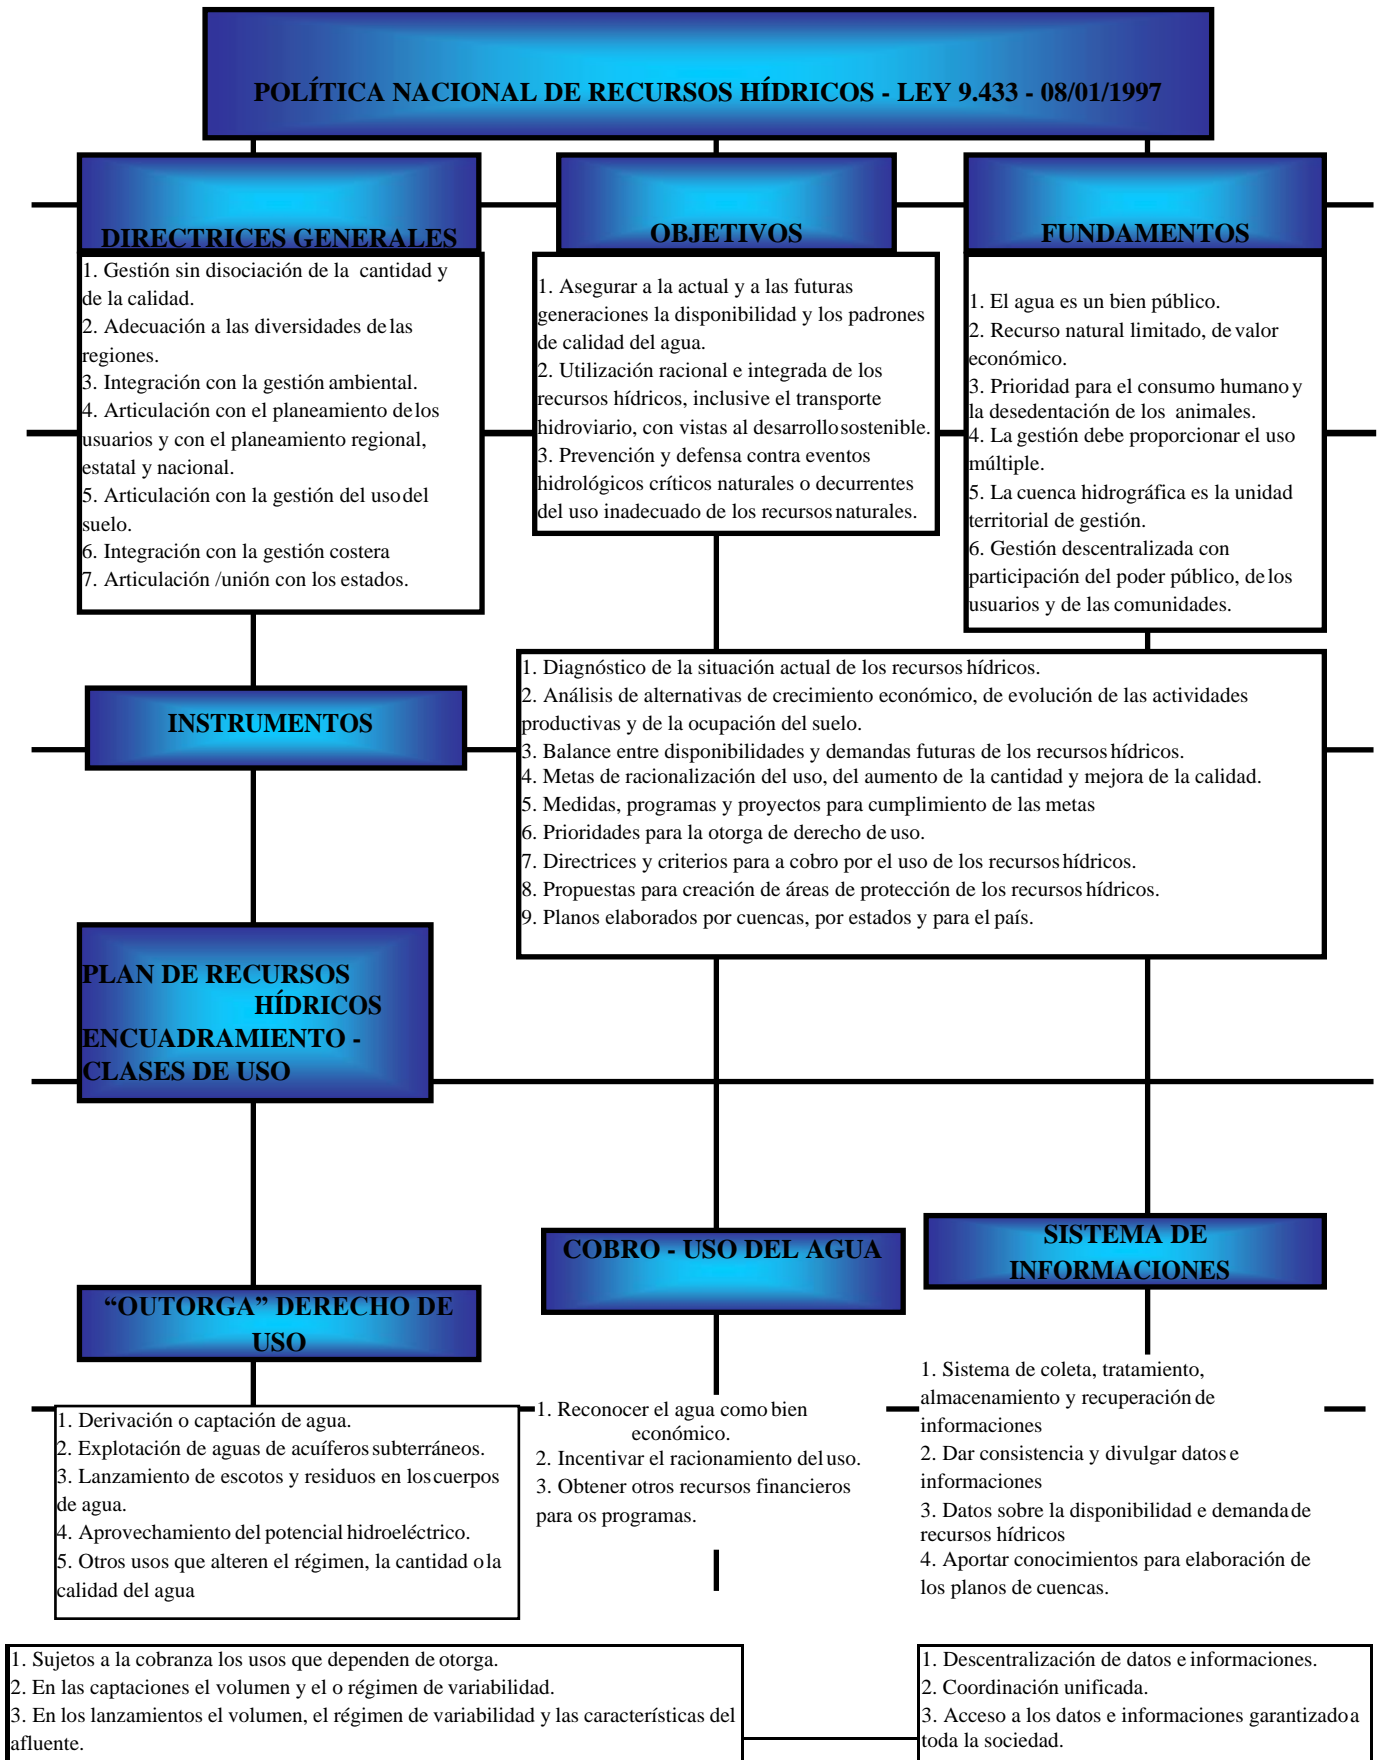 POLÍTICA NACIONAL DE RECURSOS HÍDRICOS - LEY 9.433 - 08/01/1997
DIRECTRICES GENERALES
1. Gestión sin disociación de la cantidad y
de la calidad.
2. Adecuación a las diversidades de las
regiones.
3. Integración con la gestión ambiental.
4. Articulación con el planeamiento de los
usuarios y con el planeamiento regional,
estatal y nacional.
5. Articulación con la gestión del uso del
suelo.
6. Integración con la gestión costera
7. Articulación /unión con los estados.
OBJETIVOS
1. Asegurar a la actual y a las futuras
generaciones la disponibilidad y los padrones
de calidad del agua.
2. Utilización racional e integrada de los
recursos hídricos, inclusive el transporte
hidroviario, con vistas al desarrollo sostenible.
3. Prevención y defensa contra eventos
hidrológicos críticos naturales o decurrentes
del uso inadecuado de los recursos naturales.
FUNDAMENTOS
1. El agua es un bien público.
2. Recurso natural limitado, de valor
económico.
3. Prioridad para el consumo humano y
la desedentación de los animales.
4. La gestión debe proporcionar el uso
múltiple.
5. La cuenca hidrográfica es la unidad
territorial de gestión.
6. Gestión descentralizada con
participación del poder público, de los
usuarios y de las comunidades.
INSTRUMENTOS
1. Diagnóstico de la situación actual de los recursos hídricos.
2. Análisis de alternativas de crecimiento económico, de evolución de las actividades
productivas y de la ocupación del suelo.
3. Balance entre disponibilidades y demandas futuras de los recursos hídricos.
4. Metas de racionalización del uso, del aumento de la cantidad y mejora de la calidad.
5. Medidas, programas y proyectos para cumplimiento de las metas
6. Prioridades para la otorga de derecho de uso.
7. Directrices y criterios para a cobro por el uso de los recursos hídricos.
8. Propuestas para creación de áreas de protección de los recursos hídricos.
9. Planos elaborados por cuencas, por estados y para el país.
PLAN DE RECURSOS
HÍDRICOS
ENCUADRAMIENTO -
CLASES DE USO
"OUTORGA" DERECHO DE
USO
1. Derivación o captación de agua.
2. Explotación de aguas de acuíferos subterráneos.
3. Lanzamiento de escotos y residuos en los cuerpos
de agua.
4. Aprovechamiento del potencial hidroeléctrico.
5. Otros usos que alteren el régimen, la cantidad o la
calidad del agua
COBRO - USO DEL AGUA
1. Reconocer el agua como bien
económico.
2. Incentivar el racionamiento del uso.
3. Obtener otros recursos financieros
para os programas.
SISTEMA DE
INFORMACIONES
1. Sistema de coleta, tratamiento,
almacenamiento y recuperación de
informaciones
2. Dar consistencia y divulgar datos e
informaciones
3. Datos sobre la disponibilidad e demanda de
recursos hídricos
4. Aportar conocimientos para elaboración de
los planos de cuencas.
1. Sujetos a la cobranza los usos que dependen de otorga.
2. En las captaciones el volumen y el o régimen de variabilidad.
3. En los lanzamientos el volumen, el régimen de variabilidad y las características del
afluente.
1. Descentralización de datos e informaciones.
2. Coordinación unificada.
3. Acceso a los datos e informaciones garantizado a
toda la sociedad.